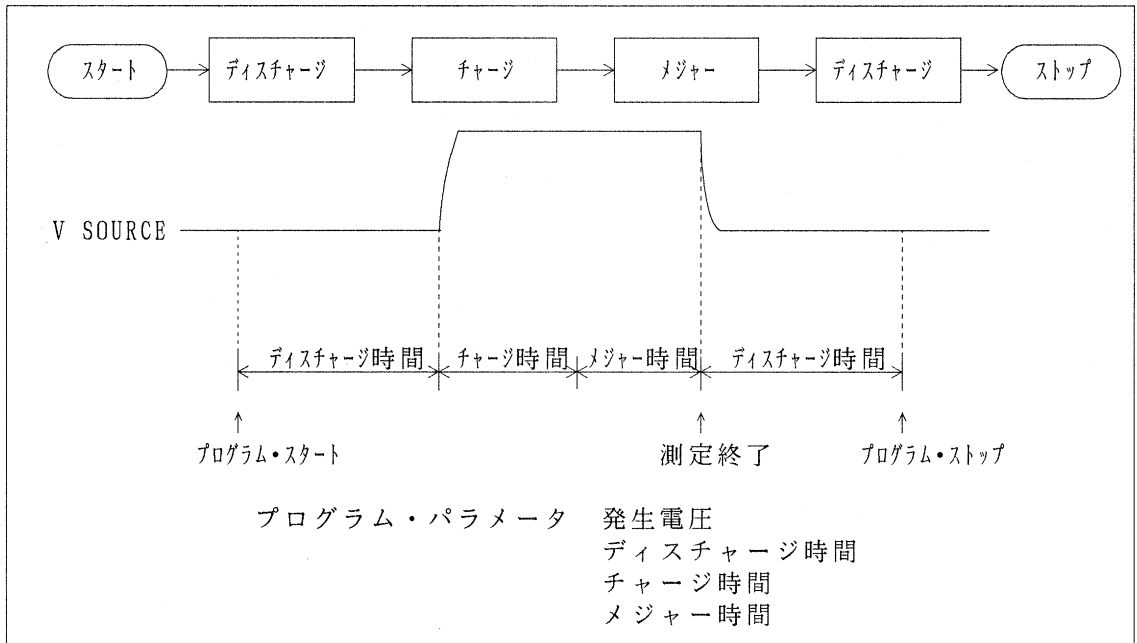 スタート ディスチャージ チャージ メジャー ディスチャージ ストップ
V SOURCE
ディスチャージ時間 チャージ時間 メジャー時間 ディスチャージ時間
プログラム・スタート 測定終了 プログラム・ストップ
プログラム・パラメータ 発生電圧
ディスチャージ時間
チャージ時間
メジャー時間